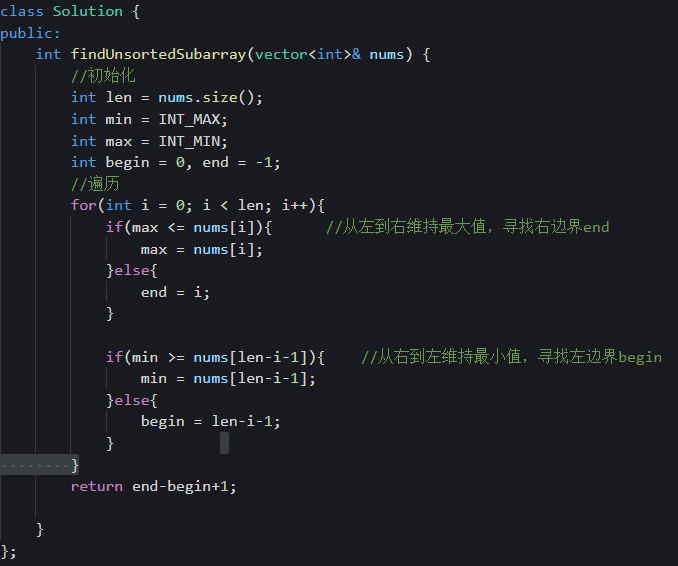 class Solution {
public:
    int findUnsortedSubarray(vector<int>& nums) {
        //初始化
        int len = nums.size();
        int min = INT_MAX;
        int max = INT_MIN;
        int begin = 0, end = -1;
        //遍历
        for(int i = 0; i < len; i++){
            if(max <= nums[i]){      //从左到右维持最大值，寻找右边界end
                max = nums[i];
            }else{
                end = i;
            }
            if(min >= nums[len-i-1]){    //从右到左维持最小值，寻找左边界begin
                min = nums[len-i-1];
            }else{
                begin = len-i-1;
            }
        }
        return end-begin+1;
    }
};